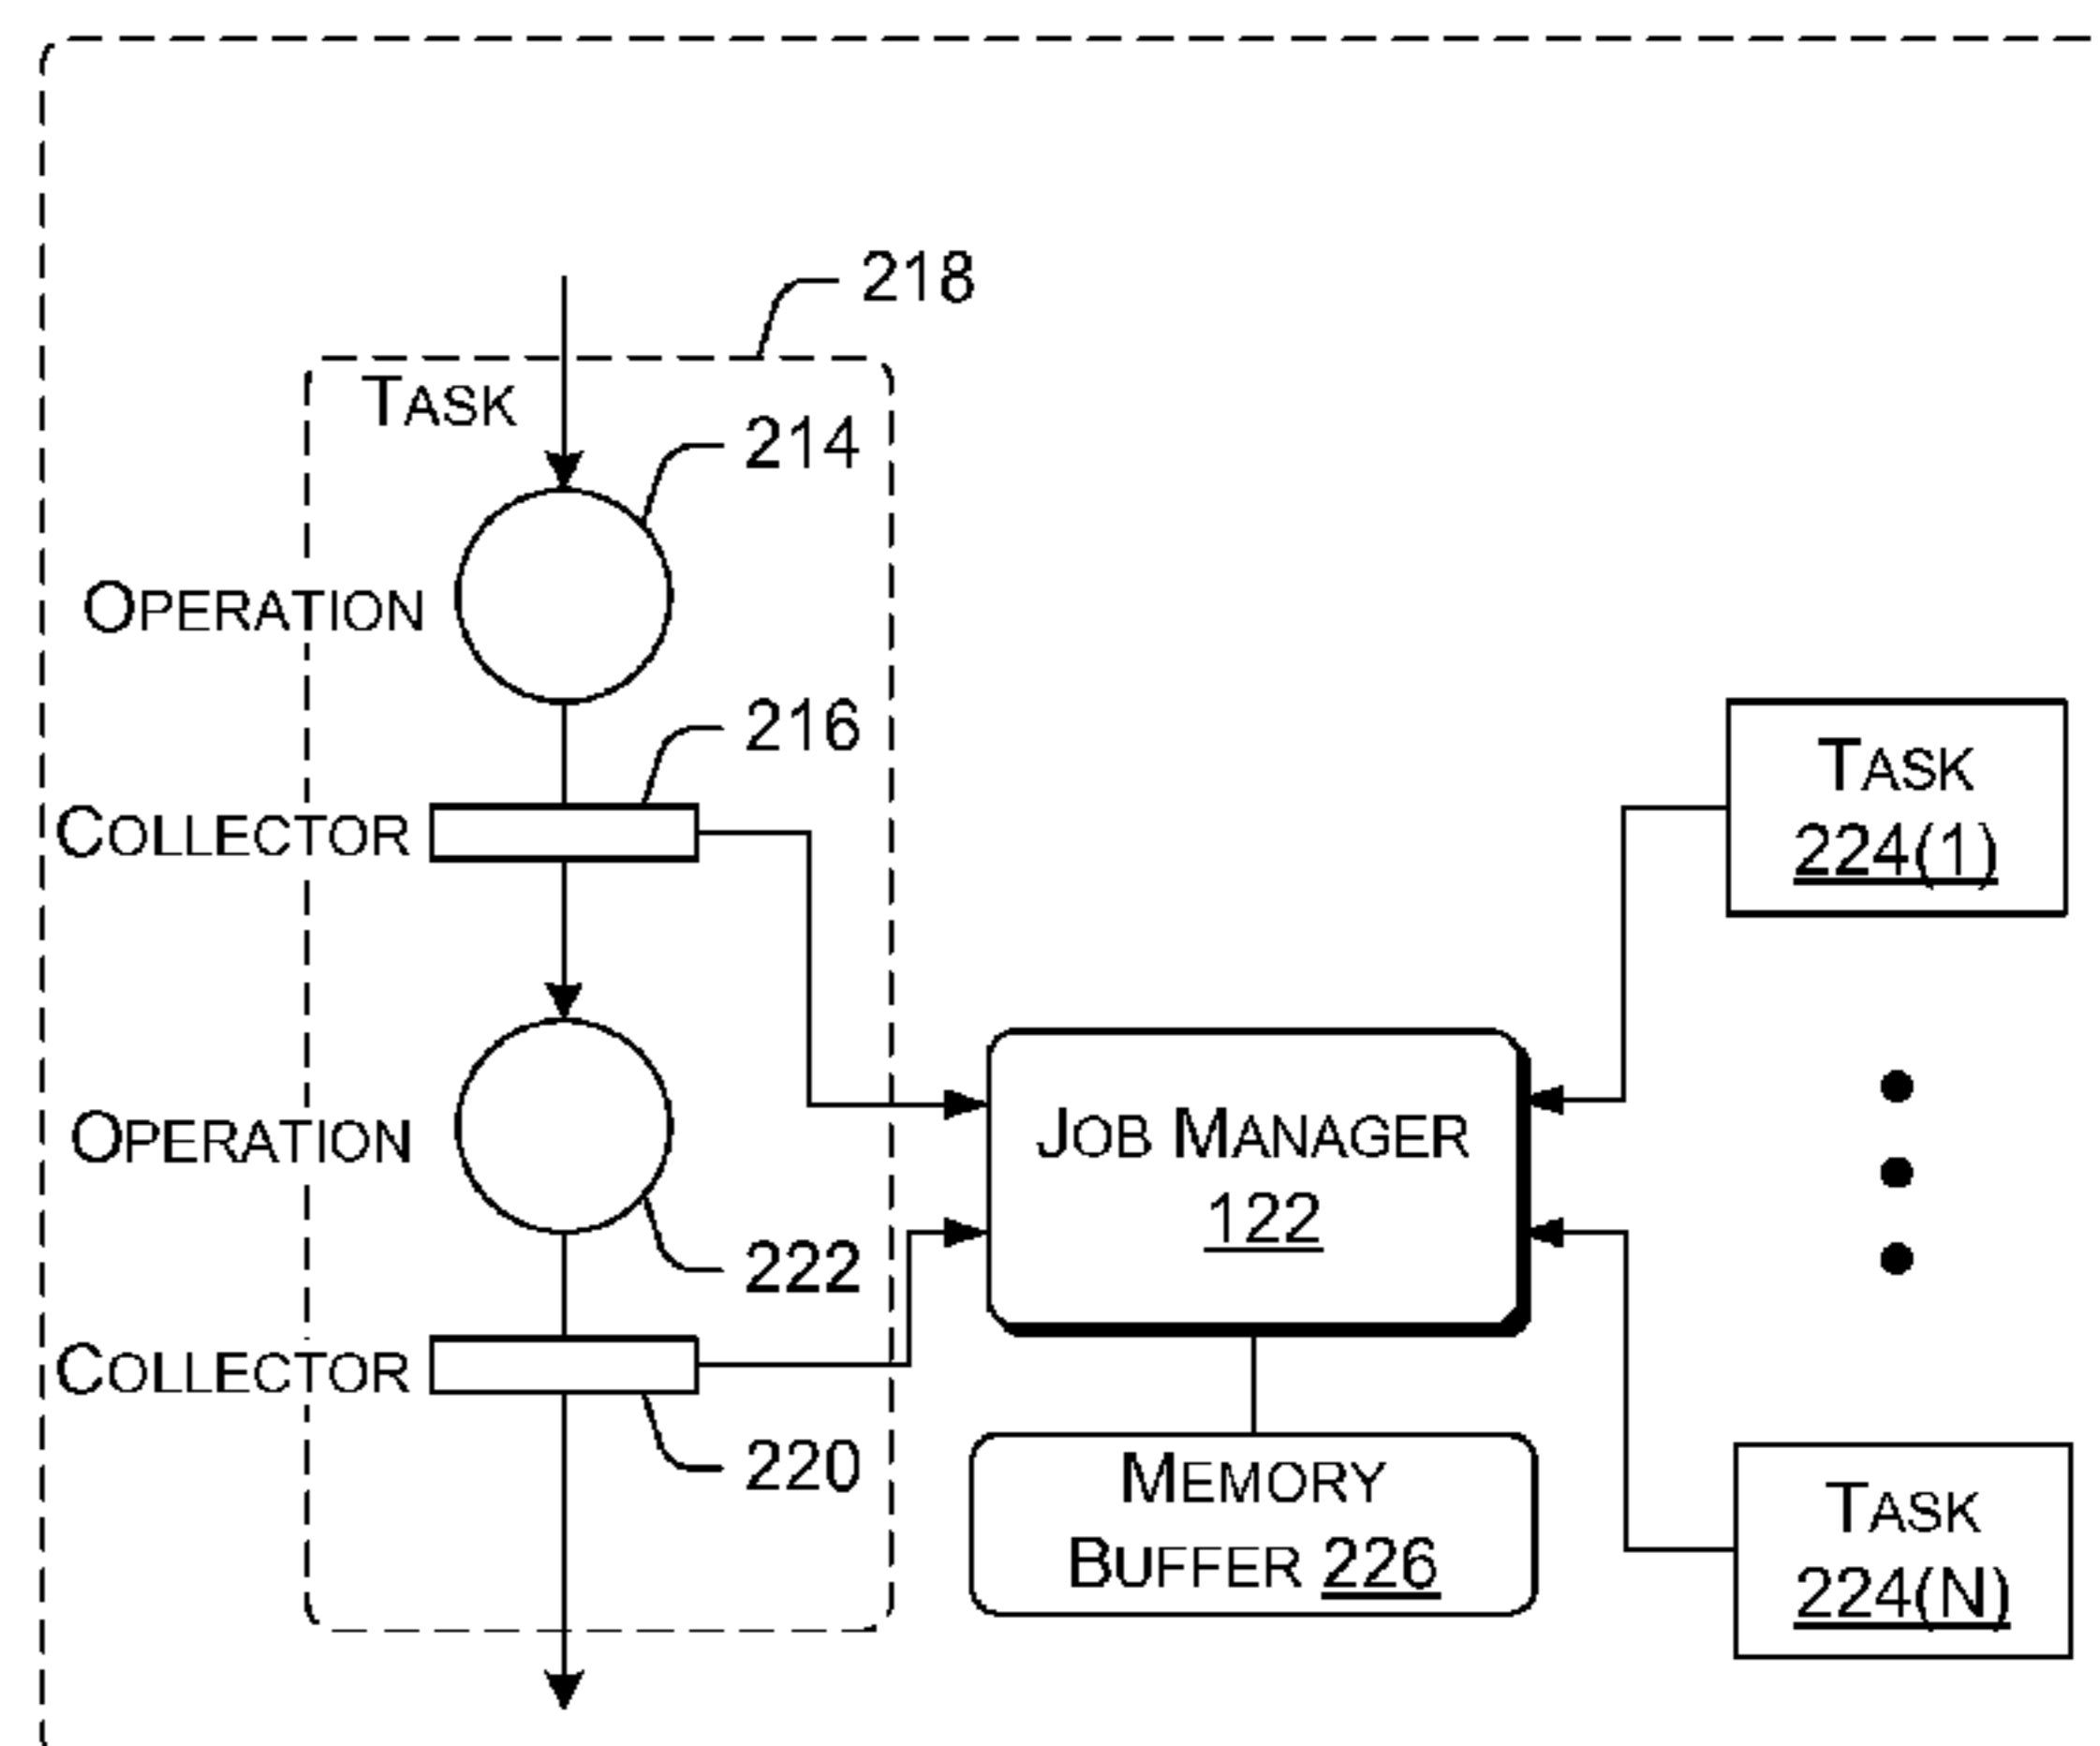 218
TASK
214
OPERATION
216
COLLECTOR
TASK
224(1)
JOB MANAGER
122
OPERATION
222
COLLECTOR
220
MEMORY
BUFFER 226
TASK
224(N)